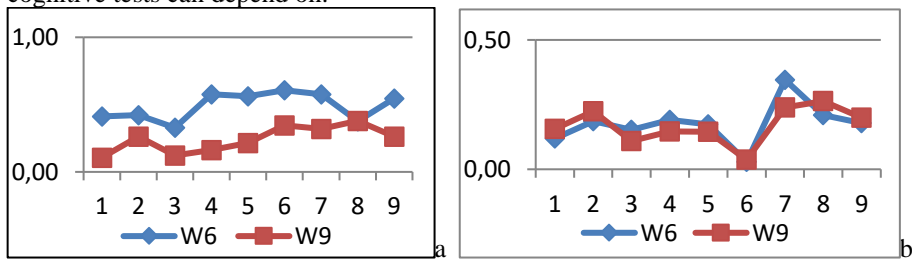 cognitive tests can depend on.
1,00 0,50
0,00 0,00
1 2 3 4 5 6 7 8 9 1 2 3 4 5 6 7 8 9
W6 W9 a W6 W9 b